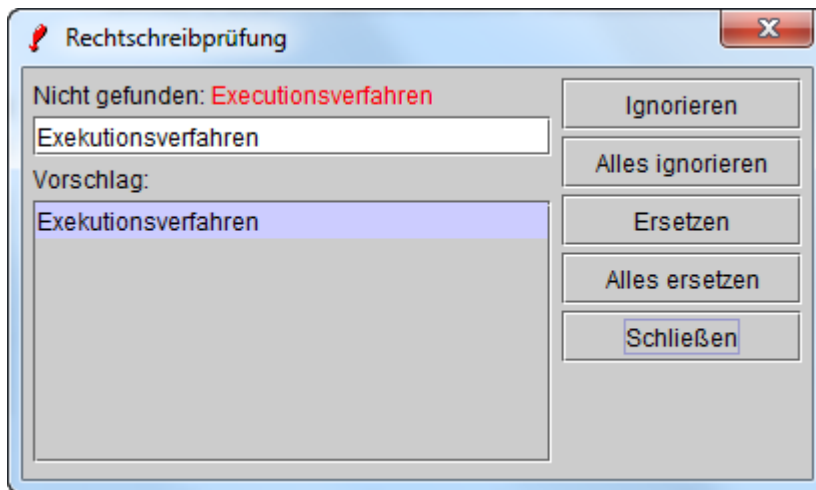 Rechtschreibprüfung
Nicht gefunden: Executionsverfahren
Exekutionsverfahren
Vorschlag:
Exekutionsverfahren
Ignorieren
Alles ignorieren
Ersetzen
Alles ersetzen
Schließen